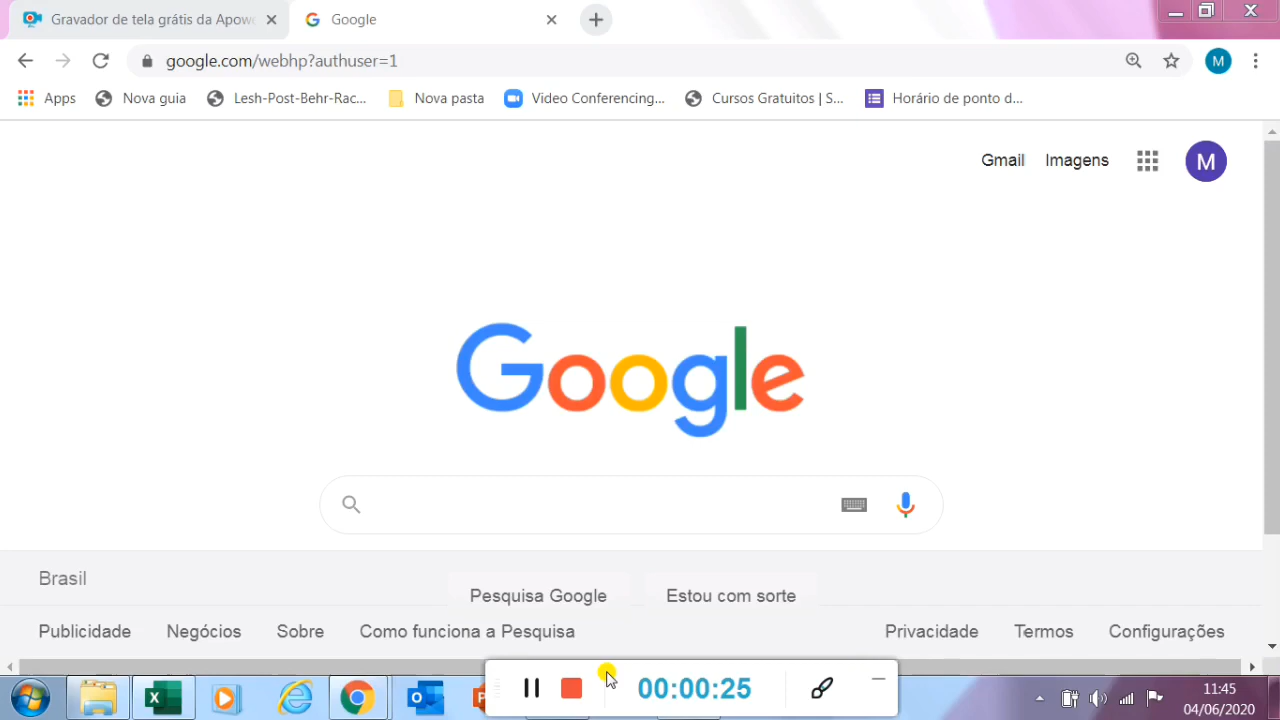 Gravador de tela grátis da Apowe
Google
google.com/webhp?authuser=1
M
Apps
Nova guia
Lesh-Post-Behr-Rac...
Nova pasta
Video Conferencing...
Cursos Gratuitos | S...
Horário de ponto d...
Gmail
Imagens
M
Google
Brasil
Pesquisa Google
Estou com sorte
Publicidade
Negócios
Sobre
Como funciona a Pesquisa
Privacidade
Termos
Configurações
00:00:25
11:45
04/06/2020